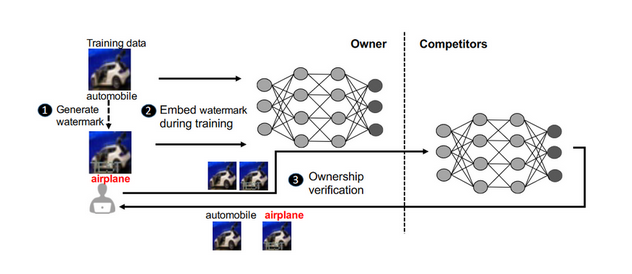 Training data
Owner
Competitors
automobile
1 Generate watermark
2 Embed watermark during training
airplane
3 Ownership verification
automobile airplane